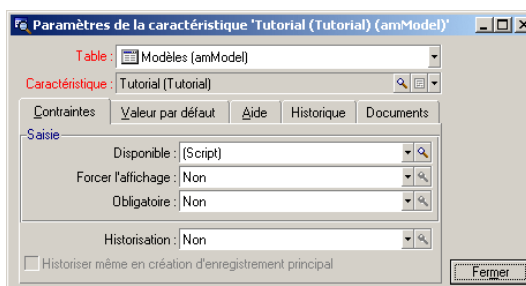 Paramètres de la caractéristique 'Tutorial (Tutorial) (amModel)'
Table : Modèles (amModel)
Caractéristique : Tutorial (Tutorial)
Contraintes Valeur par défaut Aide Historique Documents
Saisie
Disponible : (Script)
Forcer l'affichage : Non
Obligatoire : Non
Historisation : Non
Historiser même en création d'enregistrement principal
Fermer